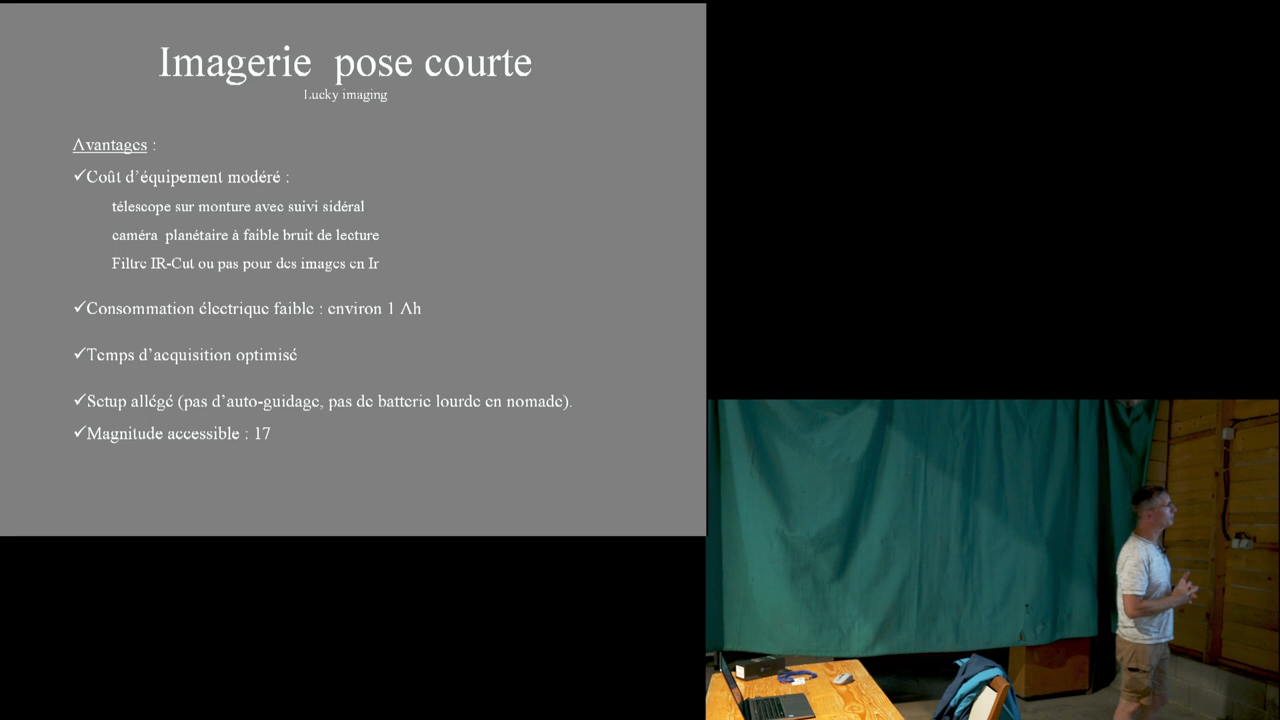 Imagerie pose courte
Lucky imaging
Avantages :
✓Coût d'équipement modéré :
télescope sur monture avec suivi sidéral
caméra planétaire à faible bruit de lecture
Filtre IR-Cut ou pas pour des images en Ir
✓Consommation électrique faible : environ 1 Ah
✓Temps d'acquisition optimisé
✓Setup allégé (pas d'auto-guidage, pas de batterie lourde en nomade).
✓Magnitude accessible : 17